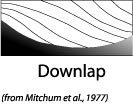 Downlap
(from Mitchum et al., 1977)